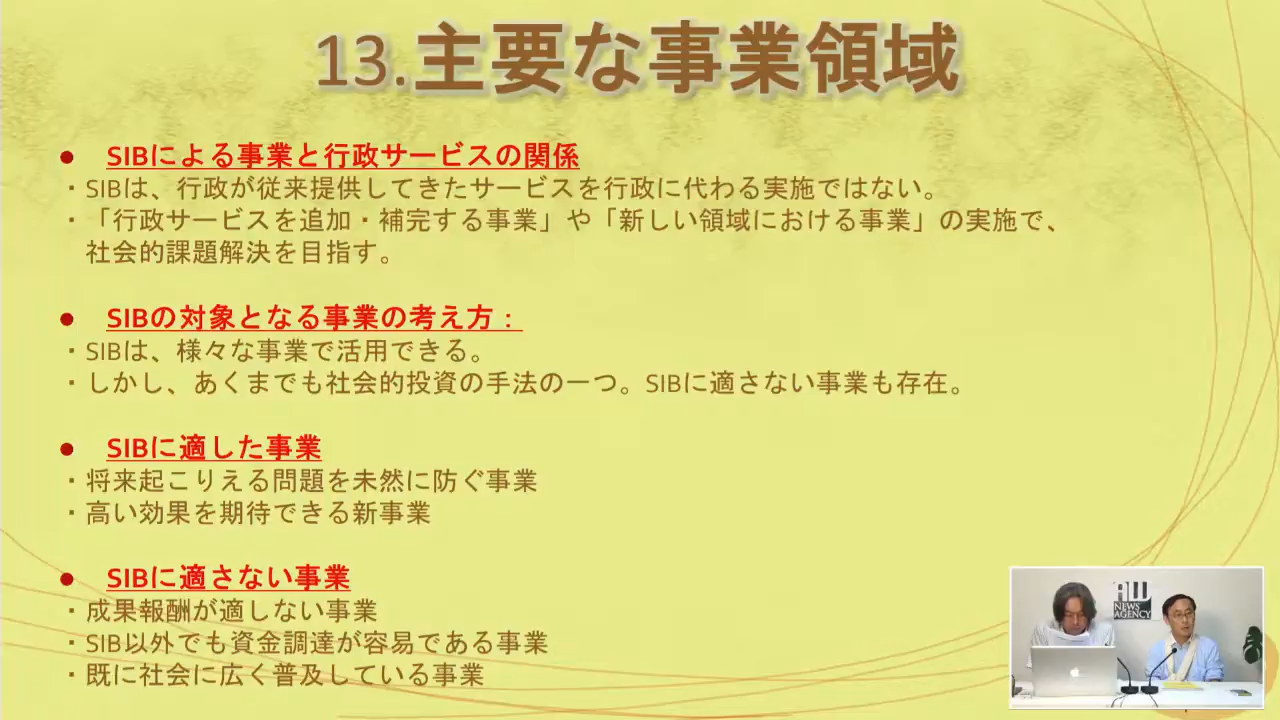 13.主要な事業領域
● SIBによる事業と行政サービスの関係
・SIBは、行政が従来提供してきたサービスを行政に代わる実施ではない。
・「行政サービスを追加・補完する事業」や「新しい領域における事業」の実施で、
社会的課題解決を目指す。
● SIBの対象となる事業の考え方：
・SIBは、様々な事業で活用できる。
・しかし、あくまでも社会的投資の手法の一つ。SIBに適さない事業も存在。
● SIBに適した事業
・将来起こりえる問題を未然に防ぐ事業
・高い効果を期待できる新事業
● SIBに適さない事業
・成果報酬が適しない事業
・SIB以外でも資金調達が容易である事業
・既に社会に広く普及している事業
NEWS
AGENCY